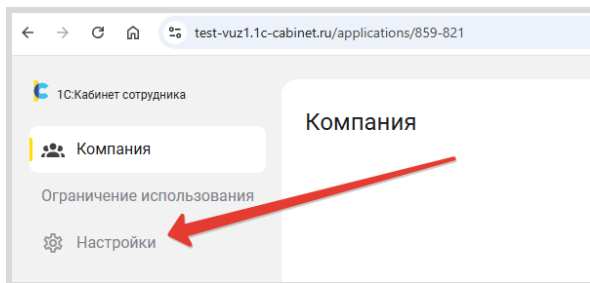 test-vuz1.1c-cabinet.ru/applications/859-821
1С:Кабинет сотрудника
Компания
Компания
Ограничение использования
Настройки